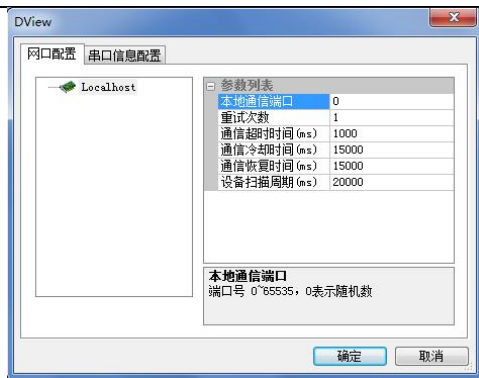 DView
网口配置 串口信息配置
Localhost
参数列表
本地通信端口 0
重试次数 1
通信超时时间(ms) 1000
通信冷却时间(ms) 15000
通信恢复时间(ms) 15000
设备扫描周期(ms) 20000
本地通信端口
端口号 0~65535，0表示随机数
确定 取消